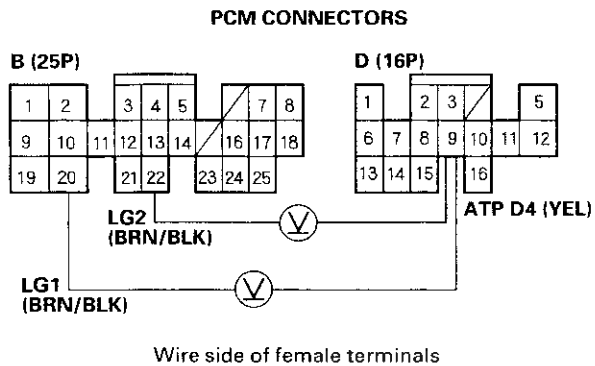 PCM CONNECTORS
B (25P) D (16P)
1 2 3 4 5 7 8 1 2 3 5
9 10 11 12 13 14 16 17 18 6 7 8 9 10 11 12
19 20 21 22 23 24 25 13 14 15 16
LG2 ATP D4 (YEL)
(BRN/BLK) V
LG1
(BRN/BLK) V
Wire side of female terminals